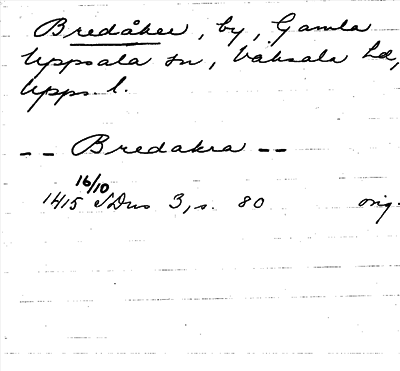 Bredåker, by, Gamla
Uppsala sn, Vaksala hd,
Upps. l.
-- Bredakra --
16/10
1415 SDns 3, s. 80 orig.